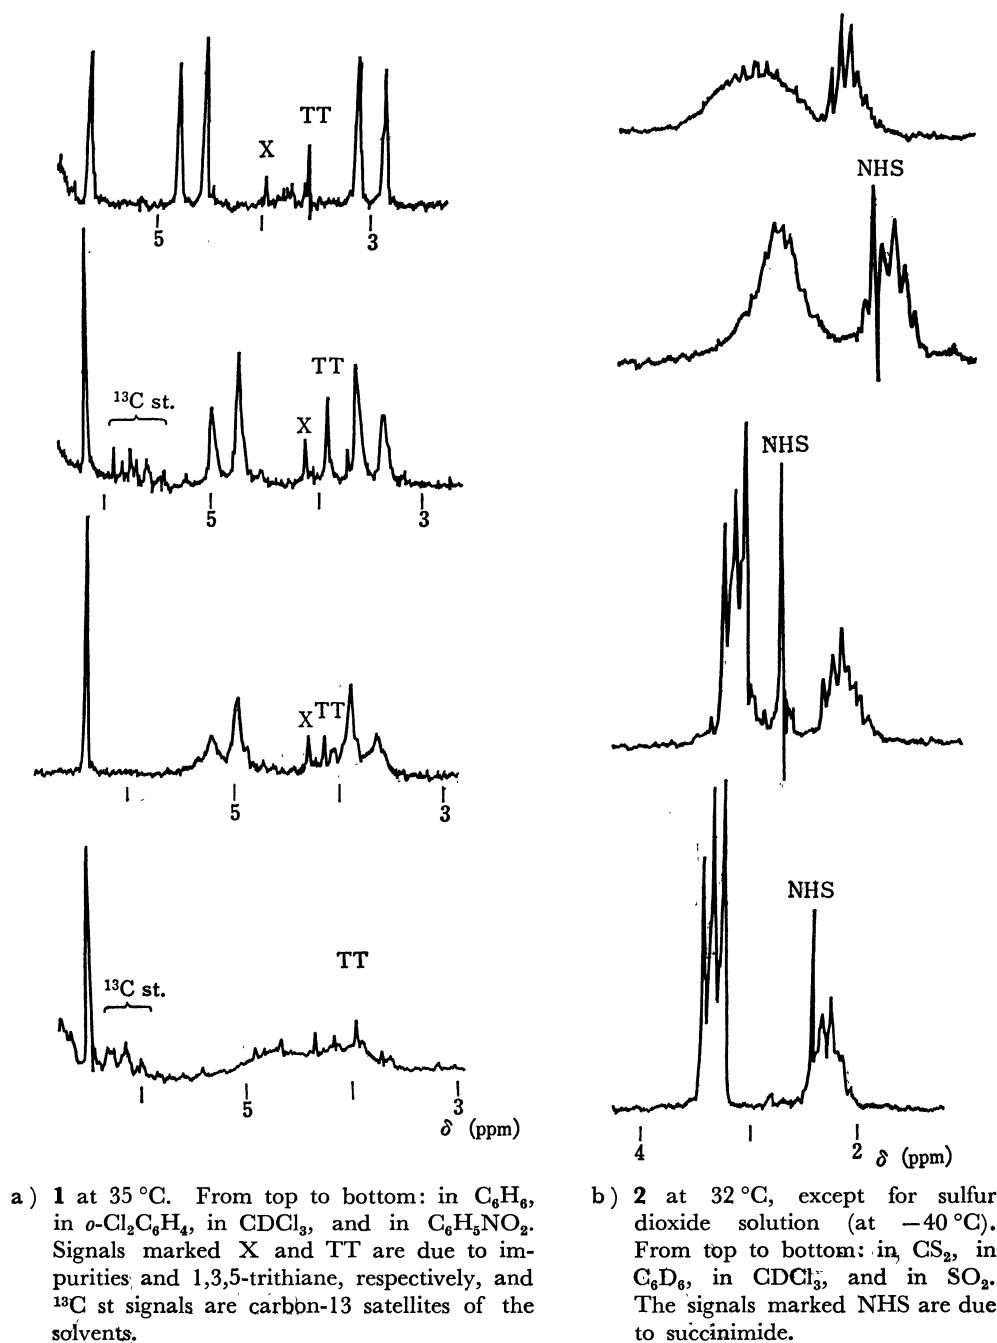 TT
X
5
3
TT
¹³C st.
X
5
3
TT
X
5
3
TT
¹³C st.
5
3
δ (ppm)
a) 1 at 35 °C. From top to bottom: in C₆H₆,
in o-Cl₂C₆H₄, in CDCl₃, and in C₆H₅NO₂.
Signals marked X and TT are due to im-
purities and 1,3,5-trithiane, respectively, and
¹³C st signals are carbon-13 satellites of the
solvents.
NHS
NHS
NHS
4
2
δ (ppm)
b) 2 at 32 °C, except for sulfur
dioxide solution (at −40 °C).
From top to bottom: in CS₂, in
C₆D₆, in CDCl₃, and in SO₂.
The signals marked NHS are due
to succinimide.